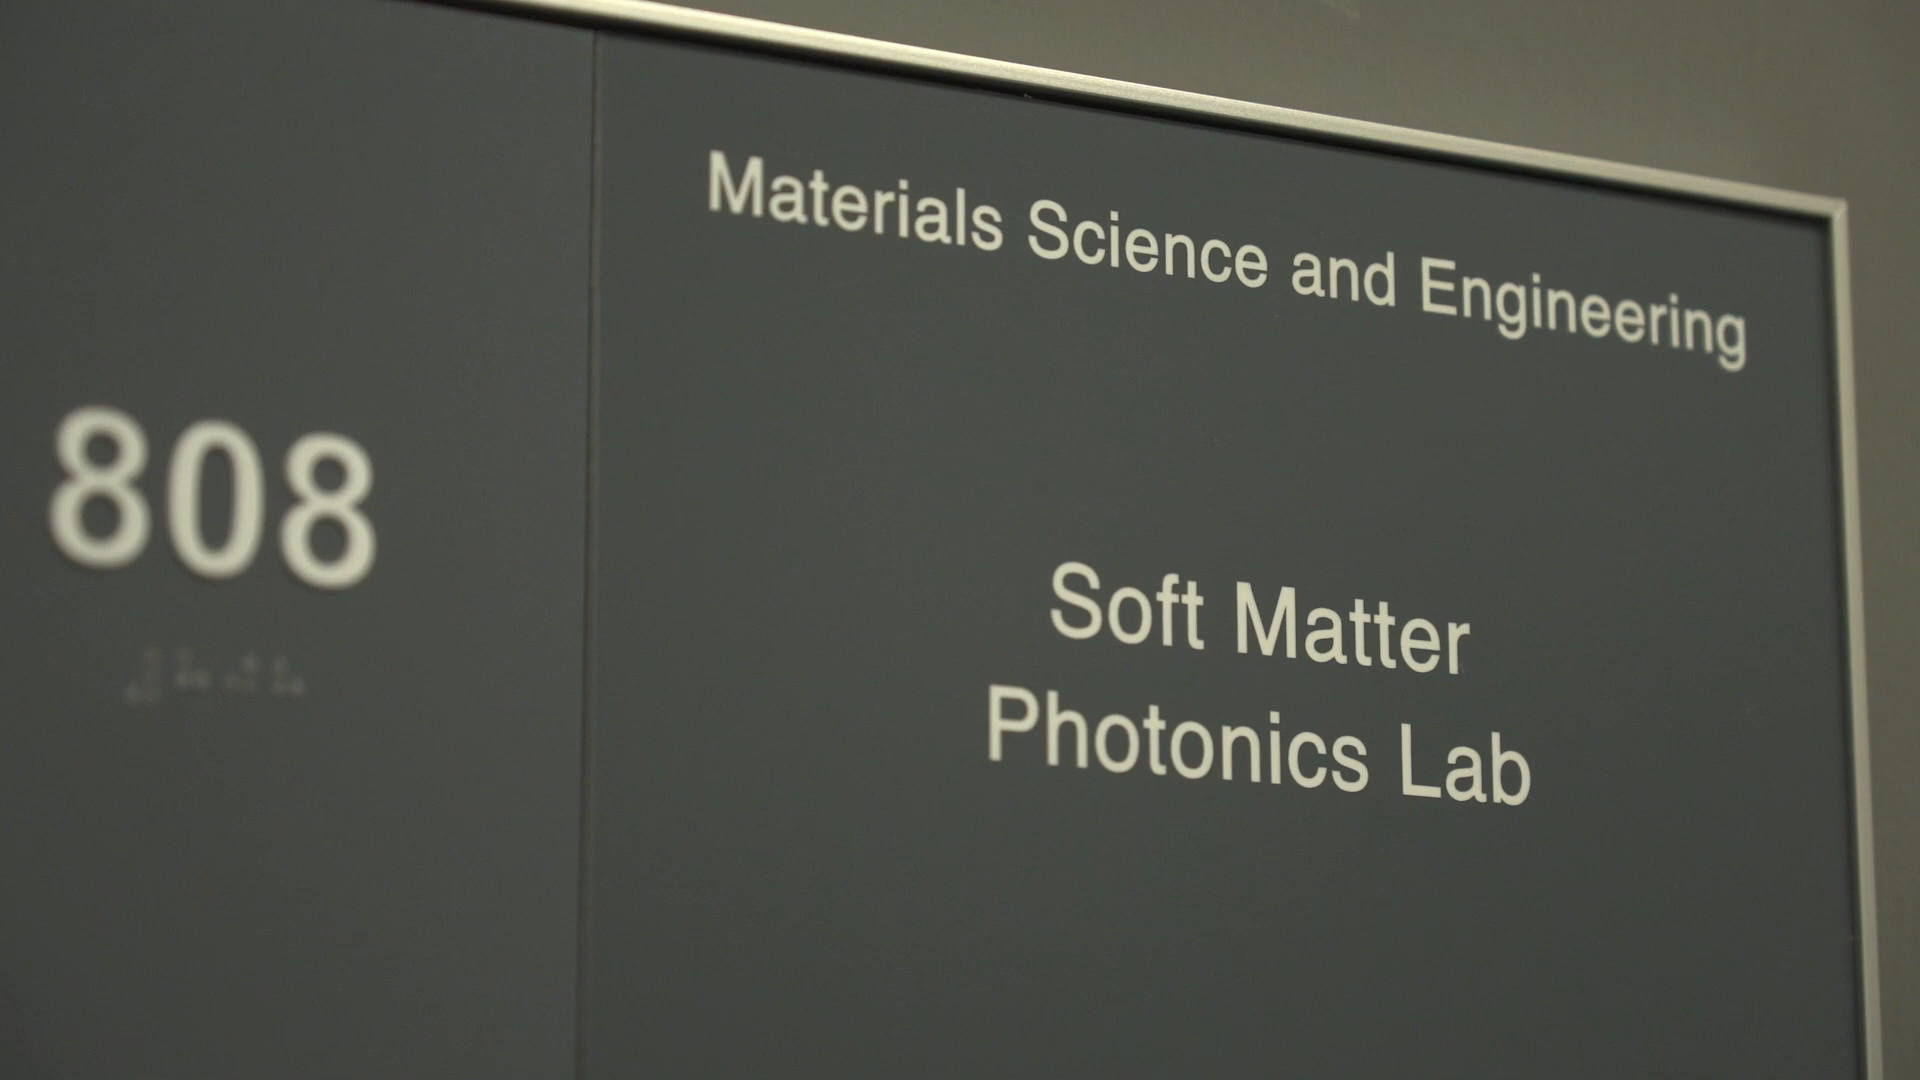 Materials Science and Engineering
808
Soft Matter
Photonics Lab